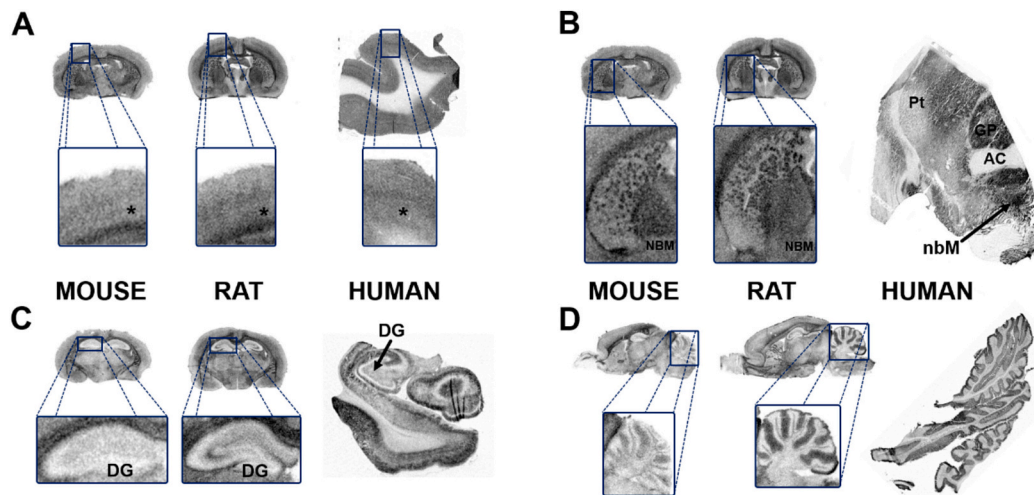 A
B
Pt
GP
AC
*
*
*
NBM
NBM
nbM
MOUSE RAT HUMAN
MOUSE RAT HUMAN
C
D
DG
DG
DG